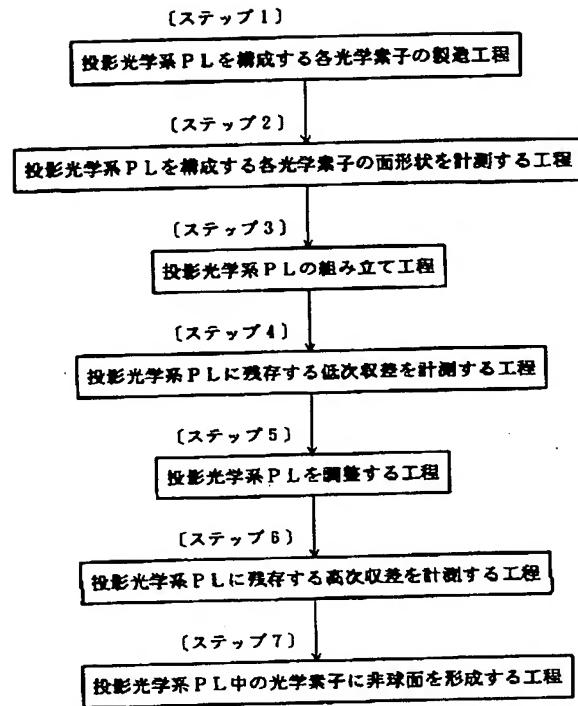 〔ステップ1〕
投影光学系PLを構成する各光学素子の製造工程
〔ステップ2〕
投影光学系PLを構成する各光学素子の面形状を計測する工程
〔ステップ3〕
投影光学系PLの組み立て工程
〔ステップ4〕
投影光学系PLに残存する低次収差を計測する工程
〔ステップ5〕
投影光学系PLを調整する工程
〔ステップ6〕
投影光学系PLに残存する高次収差を計測する工程
〔ステップ7〕
投影光学系PL中の光学素子に非球面を形成する工程